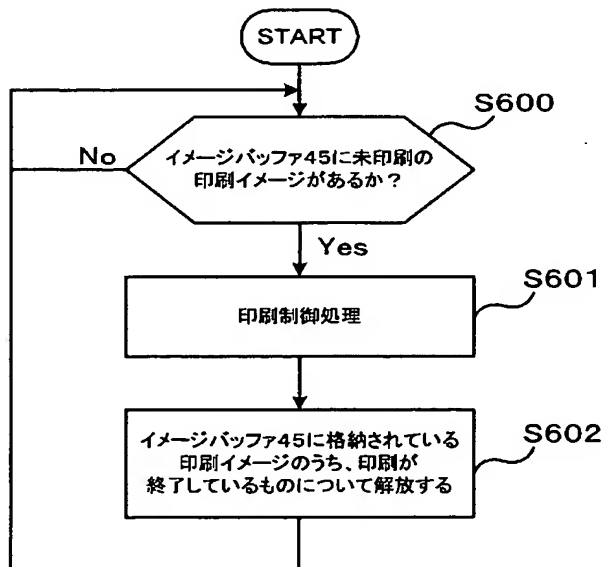 START
S600
イメージバッファ45に未印刷の
印刷イメージがあるか？
No
Yes
S601
印刷制御処理
S602
イメージバッファ45に格納されている
印刷イメージのうち、印刷が
終了しているものについて解放する